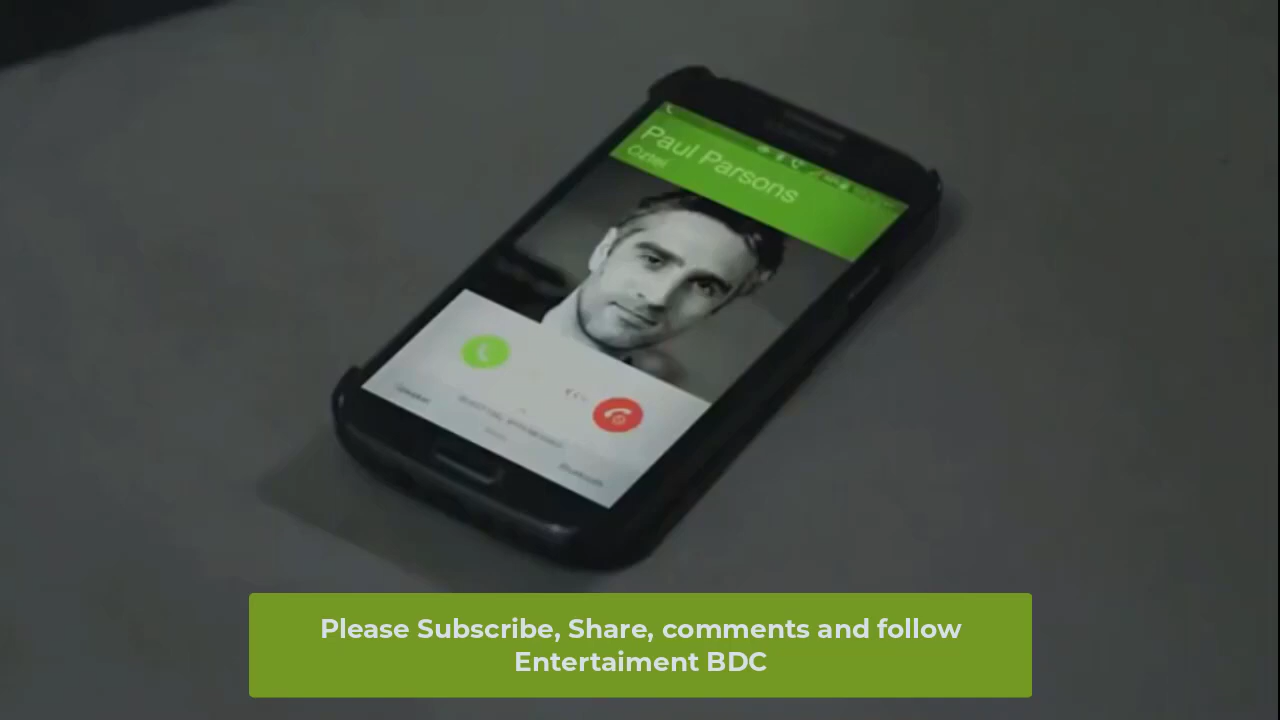 Paul Parsons
Please Subscribe, Share, comments and follow
Entertaiment BDC